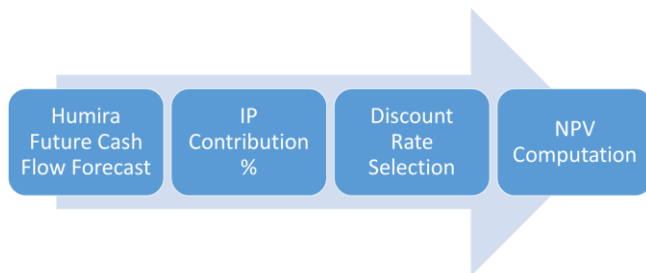 Humira
Future Cash
Flow Forecast
IP
Contribution
%
Discount
Rate
Selection
NPV
Computation